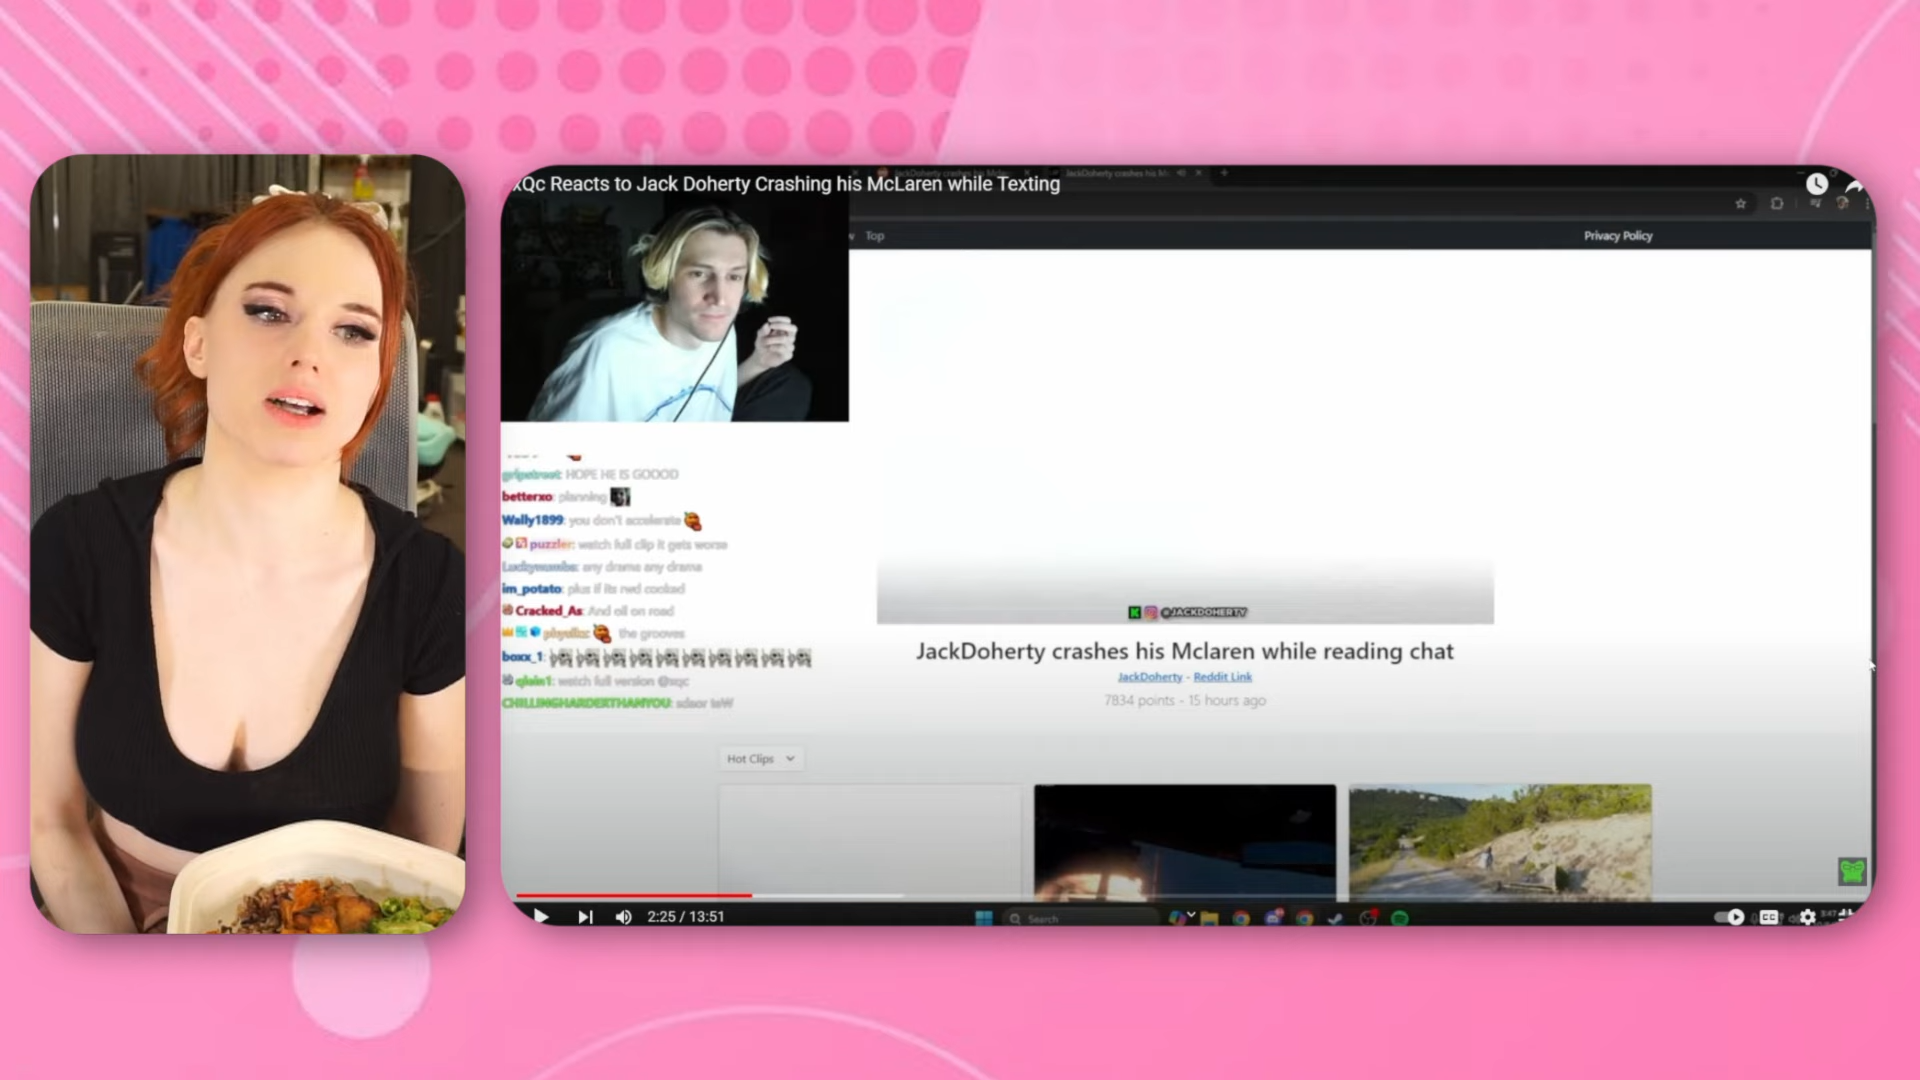 xQc Reacts to Jack Doherty Crashing his McLaren while Texting
Top
Privacy Policy
HOPE HE IS GOOOD
betterxo: planning
Wally1899: you don't accelerate
puzzler: watch full clip it gets worse
any drama any drama
im_potato: plus if its rwd cooked
Cracked_As: And oil on road
the grooves
boxx_1:
watch full version @xqc
CHILLINGHARDERTHANYOU:
@JACKDOHERTY
JackDoherty crashes his Mclaren while reading chat
JackDoherty - Reddit Link
7834 points - 15 hours ago
Hot Clips
2:25 / 13:51
Search
CC